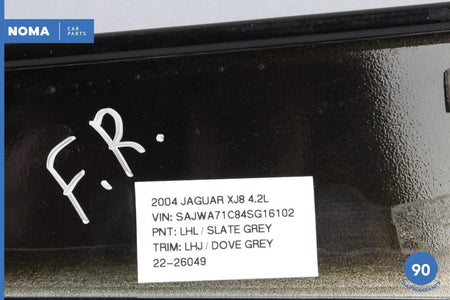 NOMA CAR PARTS
F.R.
2004 JAGUAR XJ8 4.2L
VIN: SAJWA71C84SG16102
PNT: LHL / SLATE GREY
TRIM: LHJ / DOVE GREY
22-26049
90